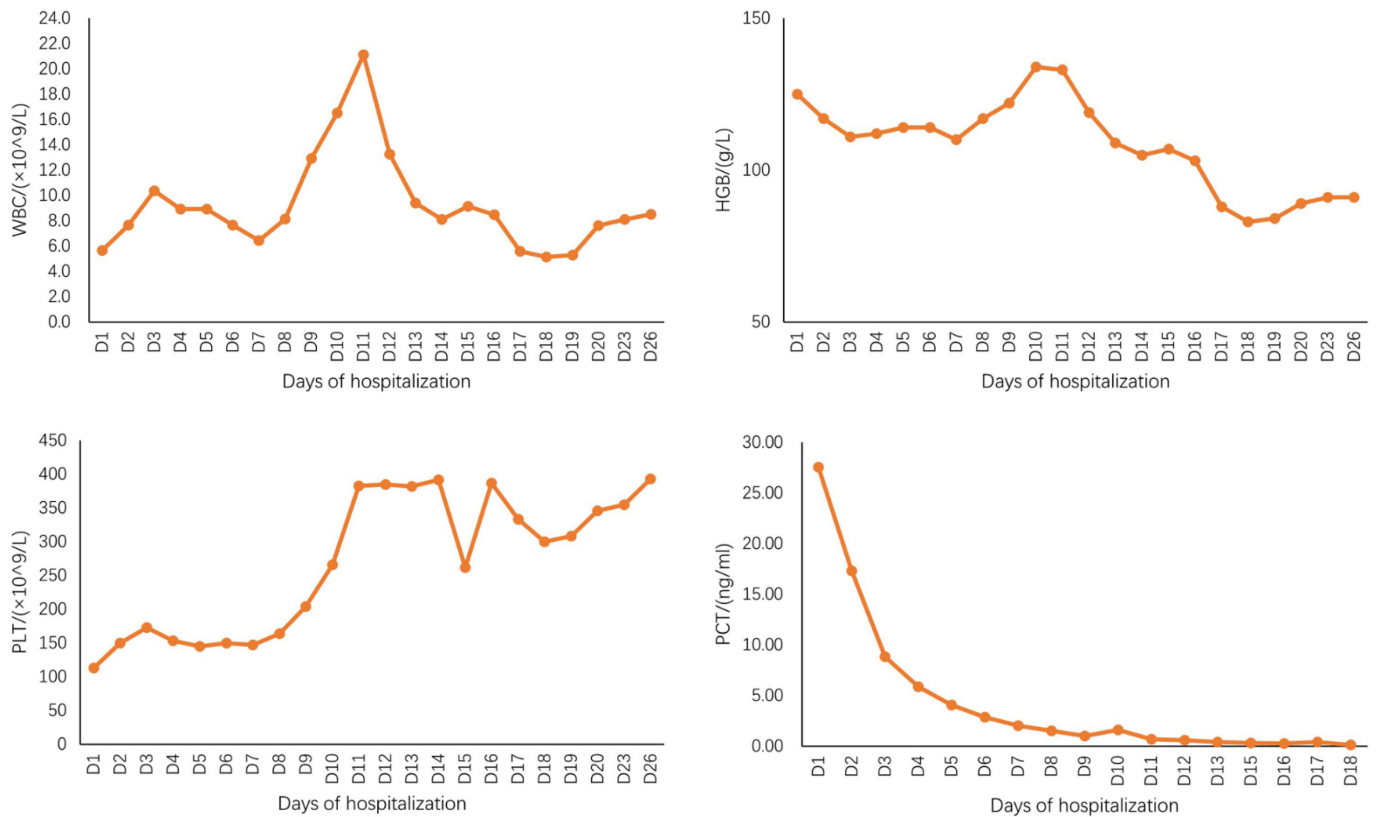 WBC/(×10^9/L)
24.0
22.0
20.0
18.0
16.0
14.0
12.0
10.0
8.0
6.0
4.0
2.0
0.0
D1 D2 D3 D4 D5 D6 D7 D8 D9 D10 D11 D12 D13 D14 D15 D16 D17 D18 D19 D20 D23 D26
Days of hospitalization
HGB/(g/L)
150
100
50
D1 D2 D3 D4 D5 D6 D7 D8 D9 D10 D11 D12 D13 D14 D15 D16 D17 D18 D19 D20 D23 D26
Days of hospitalization
PLT/(×10^9/L)
450
400
350
300
250
200
150
100
50
0
D1 D2 D3 D4 D5 D6 D7 D8 D9 D10 D11 D12 D13 D14 D15 D16 D17 D18 D19 D20 D23 D26
Days of hospitalization
PCT/(ng/ml)
30.00
25.00
20.00
15.00
10.00
5.00
0.00
D1 D2 D3 D4 D5 D6 D7 D8 D9 D10 D11 D12 D13 D15 D16 D17 D18
Days of hospitalization